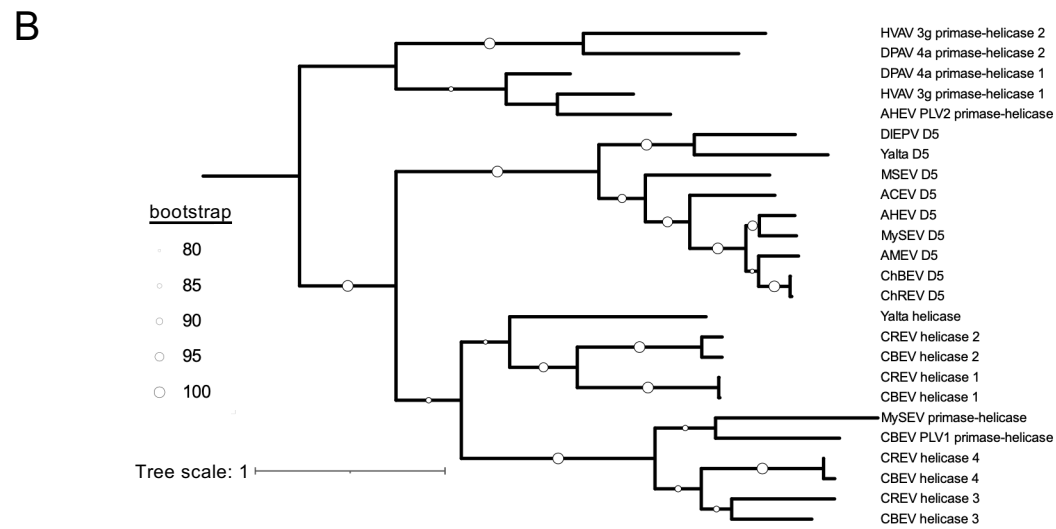 B
HVAV 3g primase-helicase 2
DPAV 4a primase-helicase 2
DPAV 4a primase-helicase 1
HVAV 3g primase-helicase 1
AHEV PLV2 primase-helicase
DIEPV D5
Yalta D5
MSEV D5
ACEV D5
AHEV D5
MySEV D5
AMEV D5
ChBEV D5
ChREV D5
Yalta helicase
CREV helicase 2
CBEV helicase 2
CREV helicase 1
CBEV helicase 1
MySEV primase-helicase
CBEV PLV1 primase-helicase
CREV helicase 4
CBEV helicase 4
CREV helicase 3
CBEV helicase 3
bootstrap
80
85
90
95
100
Tree scale: 1